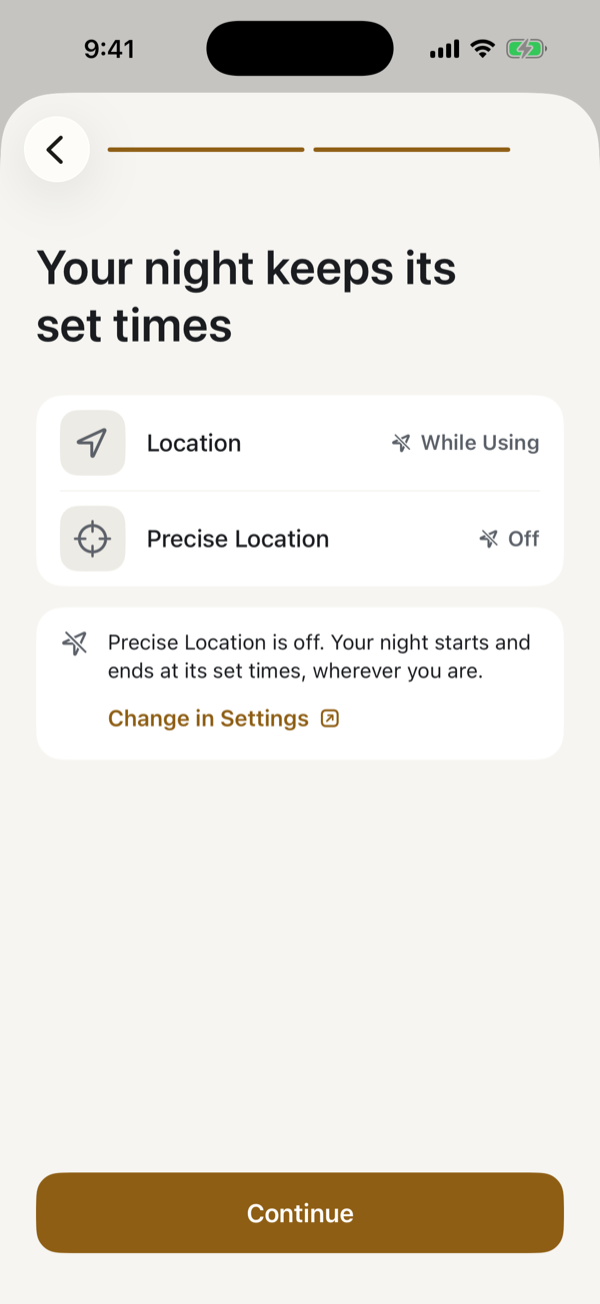 9:41
Your night keeps its
set times
Location
While Using
Precise Location
Off
Precise Location is off. Your night starts and
ends at its set times, wherever you are.
Change in Settings
Continue